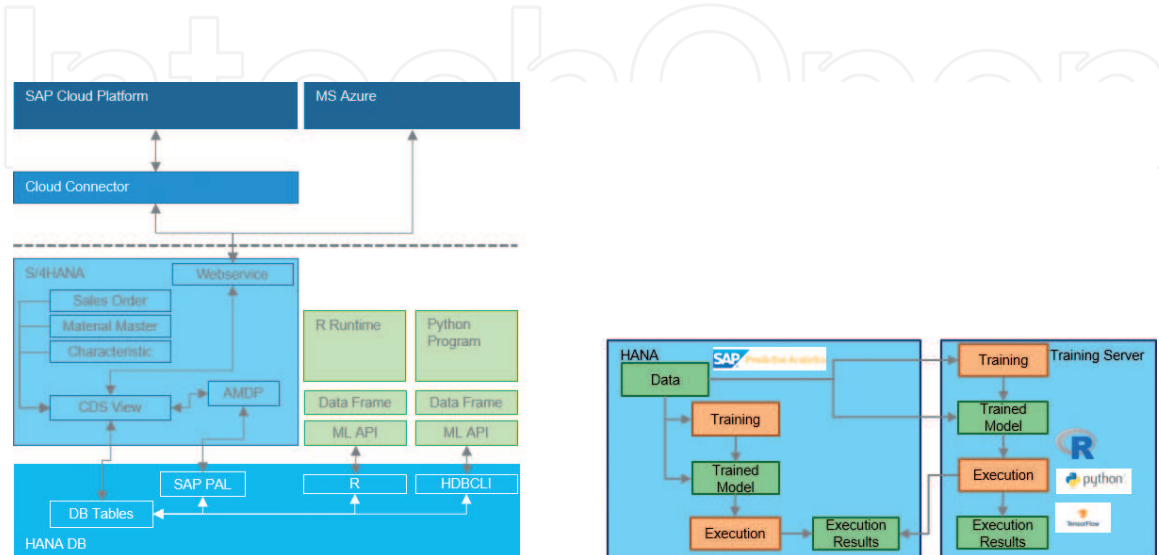 IntechOpen
SAP Cloud Platform
MS Azure
Cloud Connector
S/4HANA
Webservice
Sales Order
Material Master
Characteristic
CDS View
AMDP
R Runtime
Python
Program
Data Frame
Data Frame
ML API
ML API
SAP PAL
R
HDBCLI
DB Tables
HANA DB
HANA
SAP Predictive Analytics
Data
Training
Trained
Model
Execution
Execution
Results
Training
Training Server
Trained
Model
R
Execution
python
TensorFlow
Execution
Results